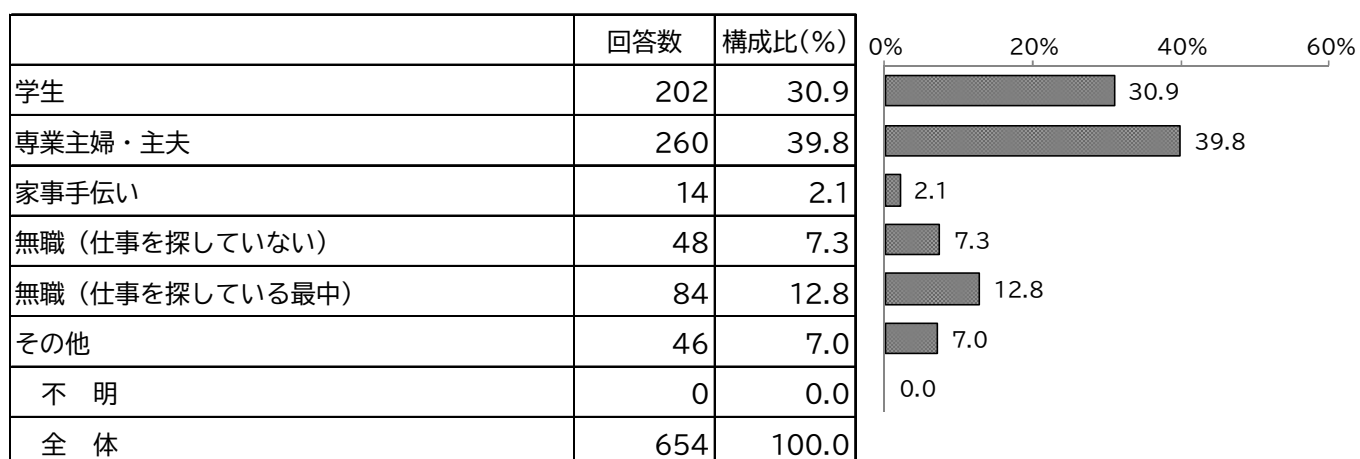 回答数 構成比(%)
学生 202 30.9
専業主婦・主夫 260 39.8
家事手伝い 14 2.1
無職（仕事を探していない） 48 7.3
無職（仕事を探している最中） 84 12.8
その他 46 7.0
不　明 0 0.0
全　体 654 100.0
0% 20% 40% 60%
30.9
39.8
2.1
7.3
12.8
7.0
0.0